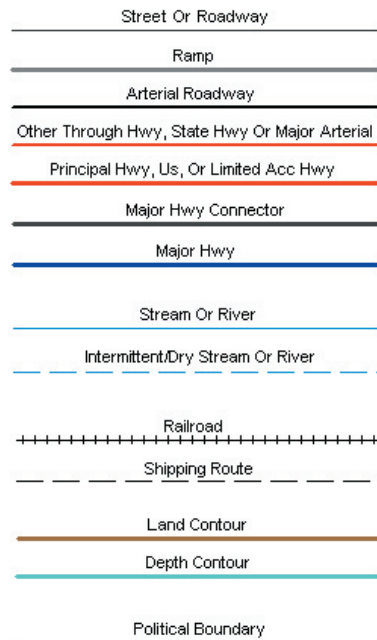 Street Or Roadway
Ramp
Arterial Roadway
Other Through Hwy, State Hwy Or Major Arterial
Principal Hwy, Us, Or Limited Acc Hwy
Major Hwy Connector
Major Hwy
Stream Or River
Intermittent/Dry Stream Or River
Railroad
Shipping Route
Land Contour
Depth Contour
Political Boundary